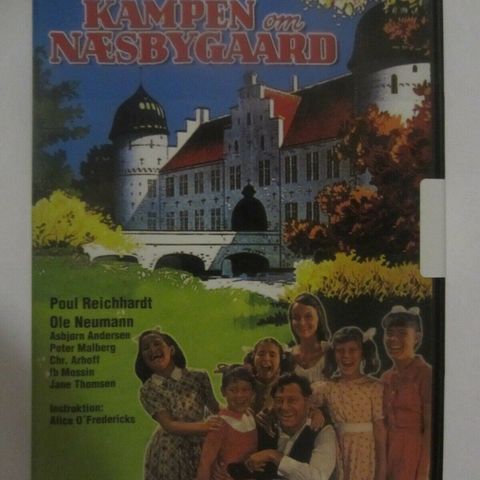 KAMPEN om
NÆSBYGAARD
Poul Reichhardt
Ole Neumann
Asbjørn Andersen
Peter Malberg
Chr. Arhoff
Ib Mossin
Jane Thomsen
Instruktion:
Alice O'Fredericks